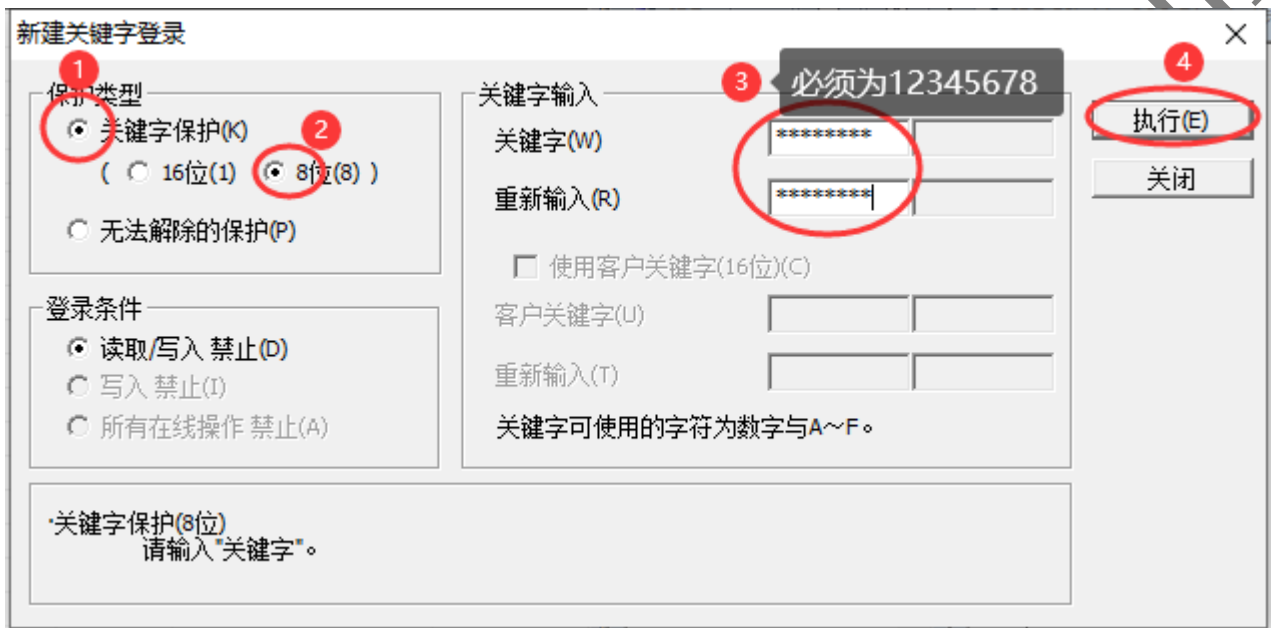 新建关键字登录
1
保护类型
关键字保护(K)
2
( 16位(1) 8位(8) )
无法解除的保护(P)
登录条件
读取/写入 禁止(D)
写入 禁止(I)
所有在线操作 禁止(A)
关键字输入
3
必须为12345678
关键字(W)
********
重新输入(R)
********
使用客户关键字(16位)(C)
客户关键字(U)
重新输入(T)
关键字可使用的字符为数字与A～F。
4
执行(E)
关闭
·关键字保护(8位)
请输入"关键字"。